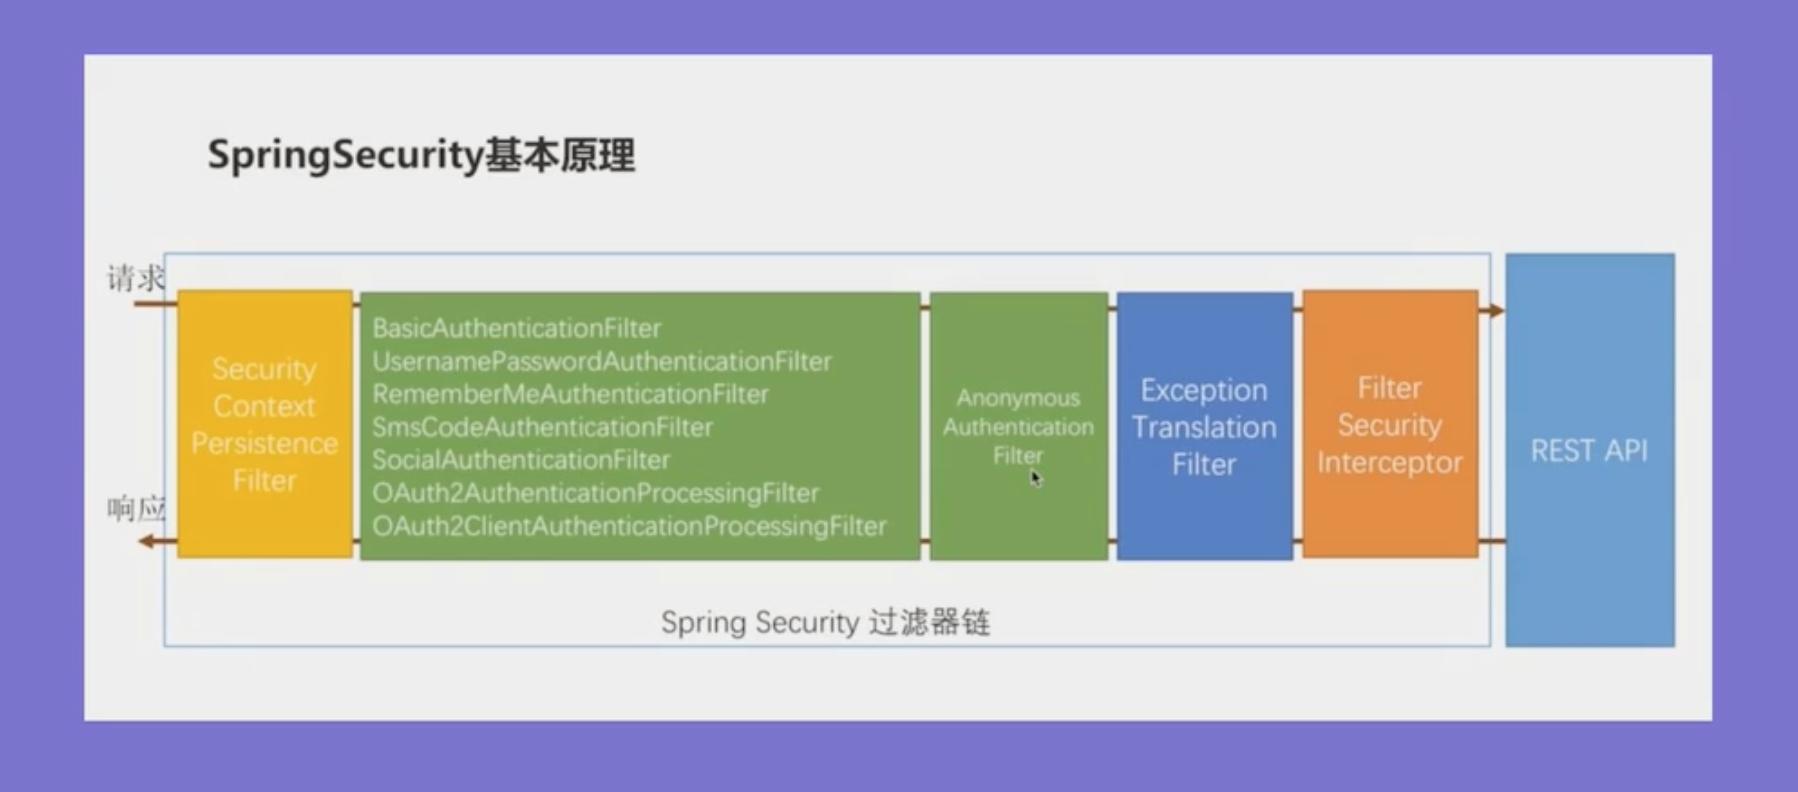 SpringSecurity基本原理
请求
响应
Security
Context
Persistence
Filter
BasicAuthenticationFilter
UsernamePasswordAuthenticationFilter
RememberMeAuthenticationFilter
SmsCodeAuthenticationFilter
SocialAuthenticationFilter
OAuth2AuthenticationProcessingFilter
OAuth2ClientAuthenticationProcessingFilter
Anonymous
Authentication
Filter
Exception
Translation
Filter
Filter
Security
Interceptor
REST API
Spring Security 过滤器链